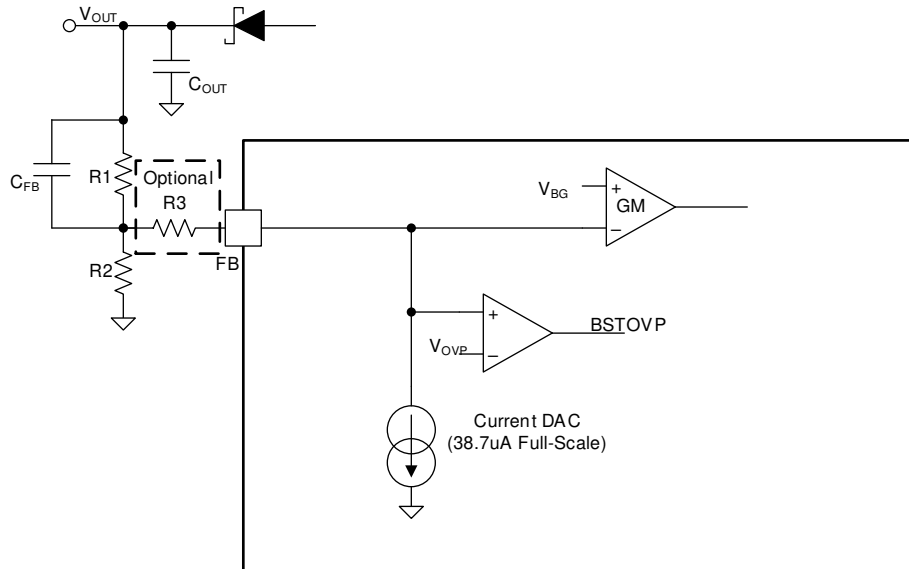 VOUT
COUT
CFB
R1
Optional
R3
FB
R2
VBG
+
GM
−
+
VOVP
−
BSTOVP
Current DAC
(38.7uA Full-Scale)